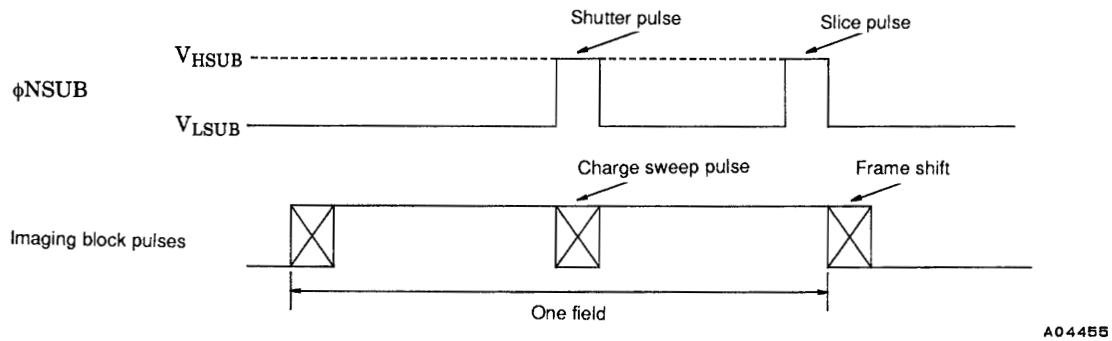 Shutter pulse
Slice pulse
VHSUB
ϕNSUB
VLSUB
Charge sweep pulse
Frame shift
Imaging block pulses
One field
A04455